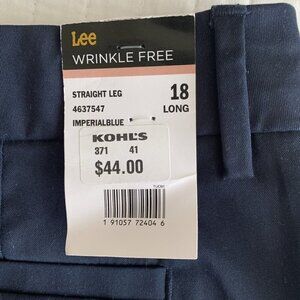 Lee
WRINKLE FREE
STRAIGHT LEG
4637547
IMPERIALBLUE
18
LONG
KOHL'S
371 41
$44.00
1 91057 72404 6